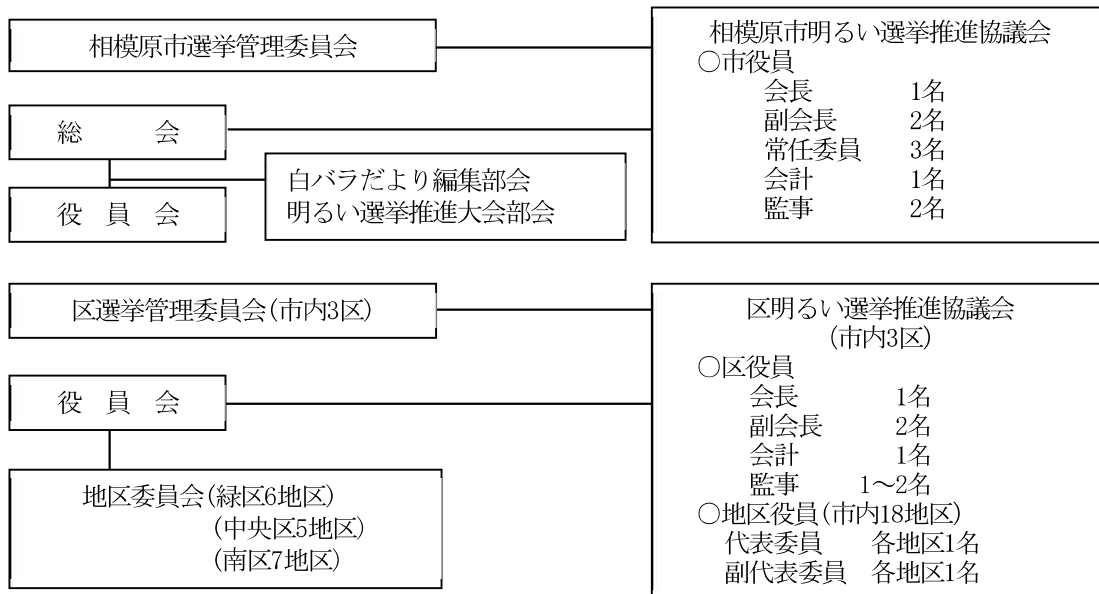 相模原市選挙管理委員会
総　会
白バラだより編集部会
明るい選挙推進大会部会
役　員　会
相模原市明るい選挙推進協議会
○市役員
会長　1名
副会長　2名
常任委員　3名
会計　1名
監事　2名
区選挙管理委員会(市内3区)
役　員　会
地区委員会(緑区6地区)
(中央区5地区)
(南区7地区)
区明るい選挙推進協議会
(市内3区)
○区役員
会長　1名
副会長　2名
会計　1名
監事　1～2名
○地区役員(市内18地区)
代表委員　各地区1名
副代表委員　各地区1名